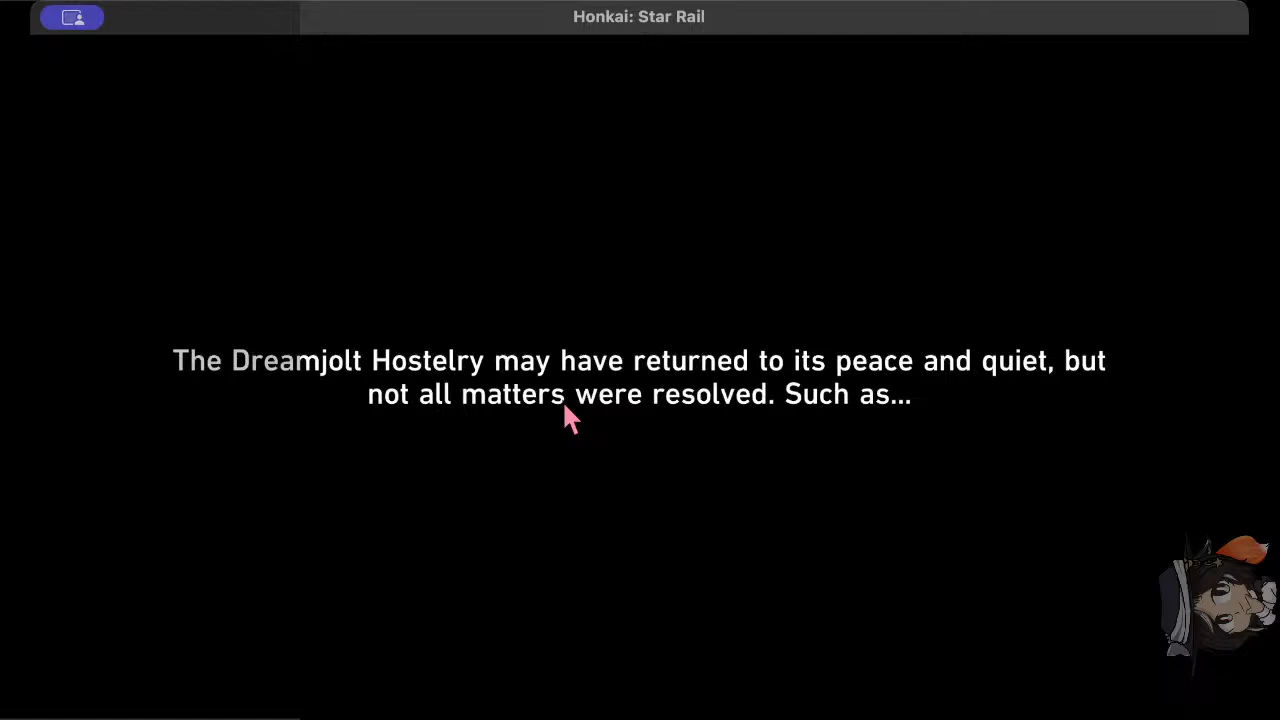 Honkai: Star Rail
The Dreamjolt Hostelry may have returned to its peace and quiet, but
not all matters were resolved. Such as...